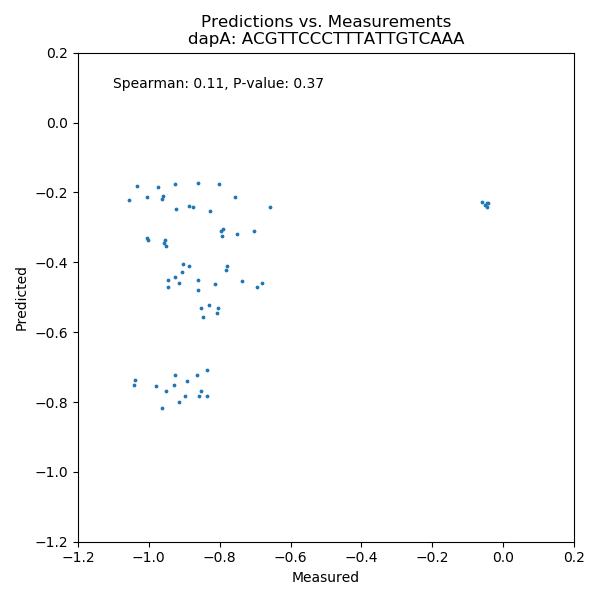 Predictions vs. Measurements
dapA: ACGTTCCCTTTATTGTCAAA
Spearman: 0.11, P-value: 0.37
0.2
0.0
−0.2
−0.4
−0.6
−0.8
−1.0
−1.2
Predicted
−1.2 −1.0 −0.8 −0.6 −0.4 −0.2 0.0 0.2
Measured